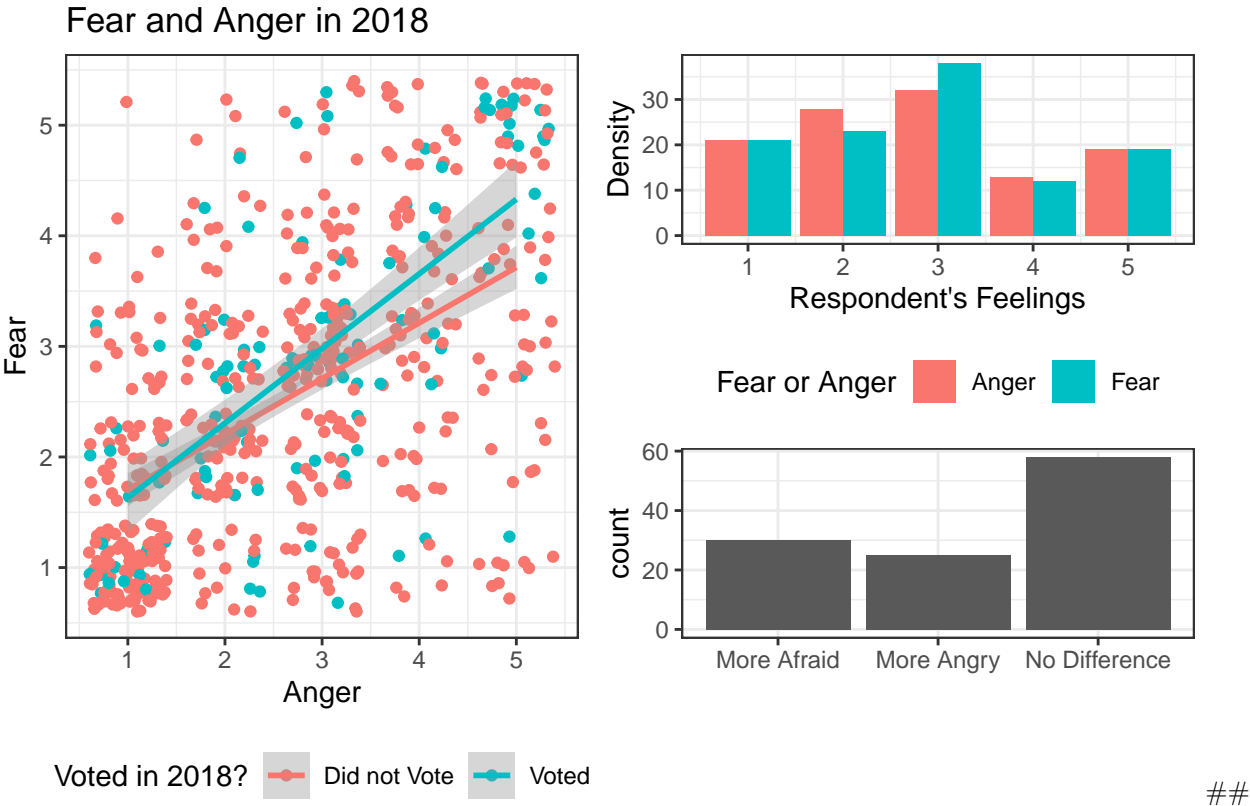 Fear and Anger in 2018
5
4
3
2
1
Fear
1 2 3 4 5
Anger
Voted in 2018? Did not Vote Voted
30
20
10
0
Density
1 2 3 4 5
Respondent's Feelings
Fear or Anger Anger Fear
60
40
20
0
count
More Afraid More Angry No Difference
##